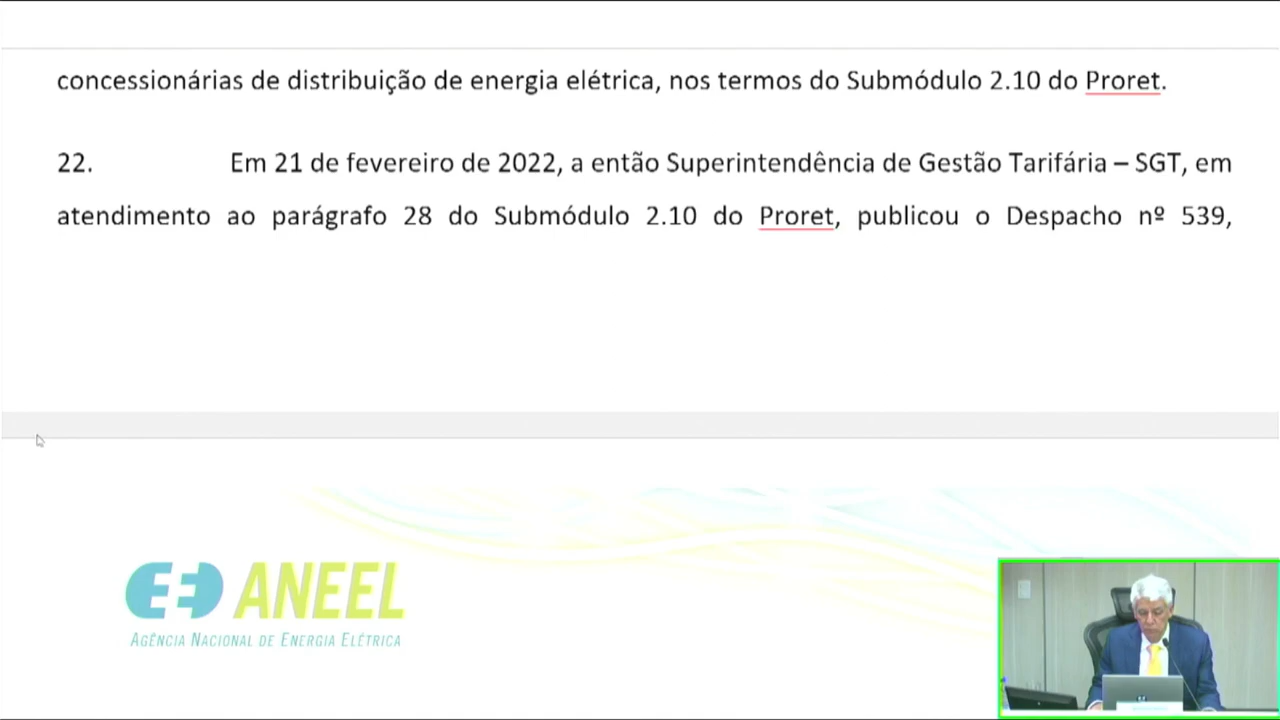 concessionárias de distribuição de energia elétrica, nos termos do Submódulo 2.10 do Proret.
22. Em 21 de fevereiro de 2022, a então Superintendência de Gestão Tarifária – SGT, em
atendimento ao parágrafo 28 do Submódulo 2.10 do Proret, publicou o Despacho nº 539,
ANEEL
AGÊNCIA NACIONAL DE ENERGIA ELÉTRICA